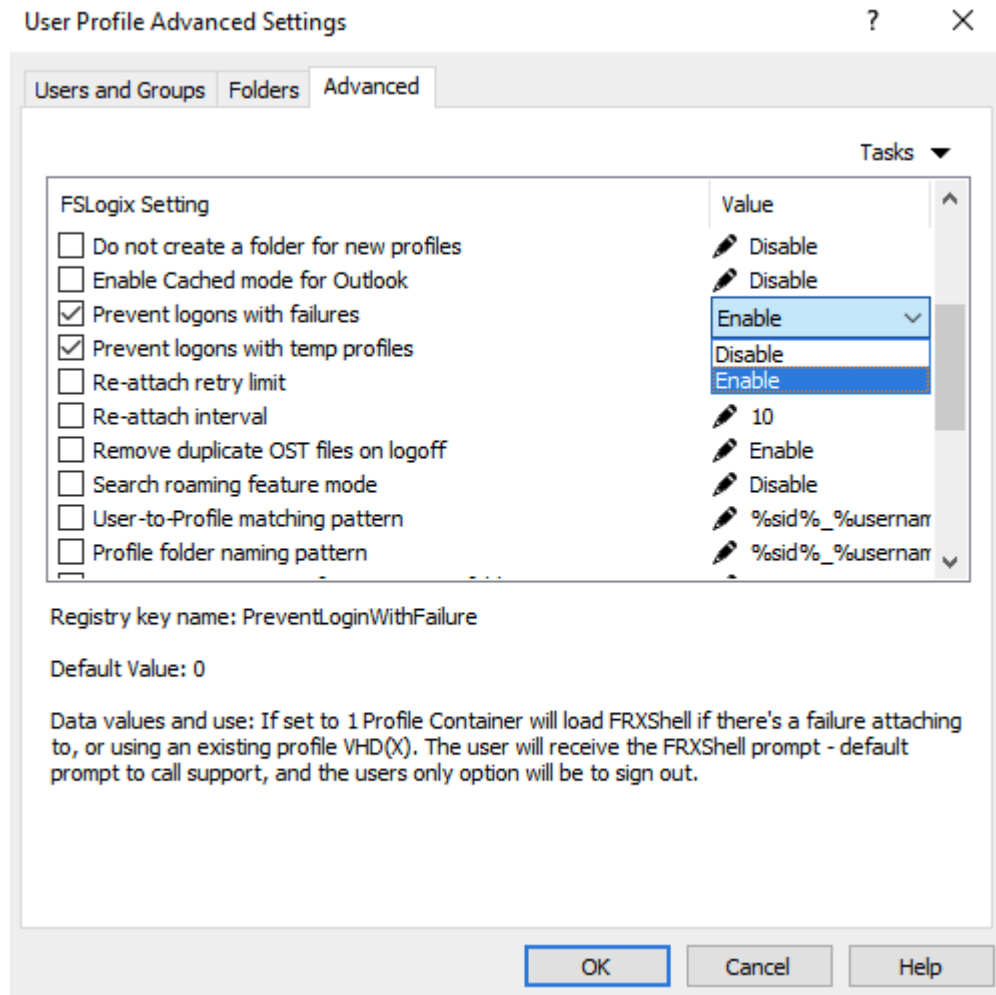 User Profile Advanced Settings ? ×
Users and Groups Folders Advanced
Tasks
FSLogix Setting Value
Do not create a folder for new profiles Disable
Enable Cached mode for Outlook Disable
Prevent logons with failures Enable
Prevent logons with temp profiles Disable
Re-attach retry limit Enable
Re-attach interval 10
Remove duplicate OST files on logoff Enable
Search roaming feature mode Disable
User-to-Profile matching pattern %sid%_%usernam
Profile folder naming pattern %sid%_%usernam
Registry key name: PreventLoginWithFailure
Default Value: 0
Data values and use: If set to 1 Profile Container will load FRXShell if there's a failure attaching
to, or using an existing profile VHD(X). The user will receive the FRXShell prompt - default
prompt to call support, and the users only option will be to sign out.
OK Cancel Help